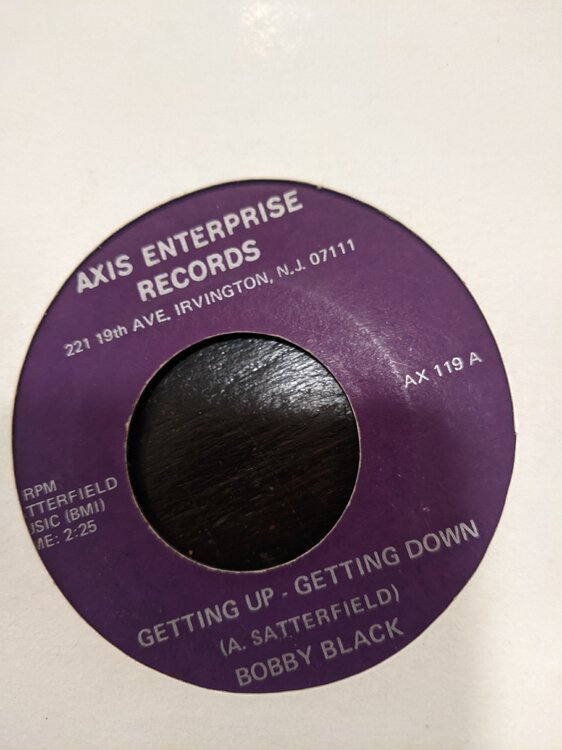 AXIS ENTERPRISE
RECORDS
221 19th AVE. IRVINGTON, N.J. 07111
AX 119 A
RPM
TTERFIELD
JSIC (BMI)
ME: 2:25
GETTING UP - GETTING DOWN
(A. SATTERFIELD)
BOBBY BLACK